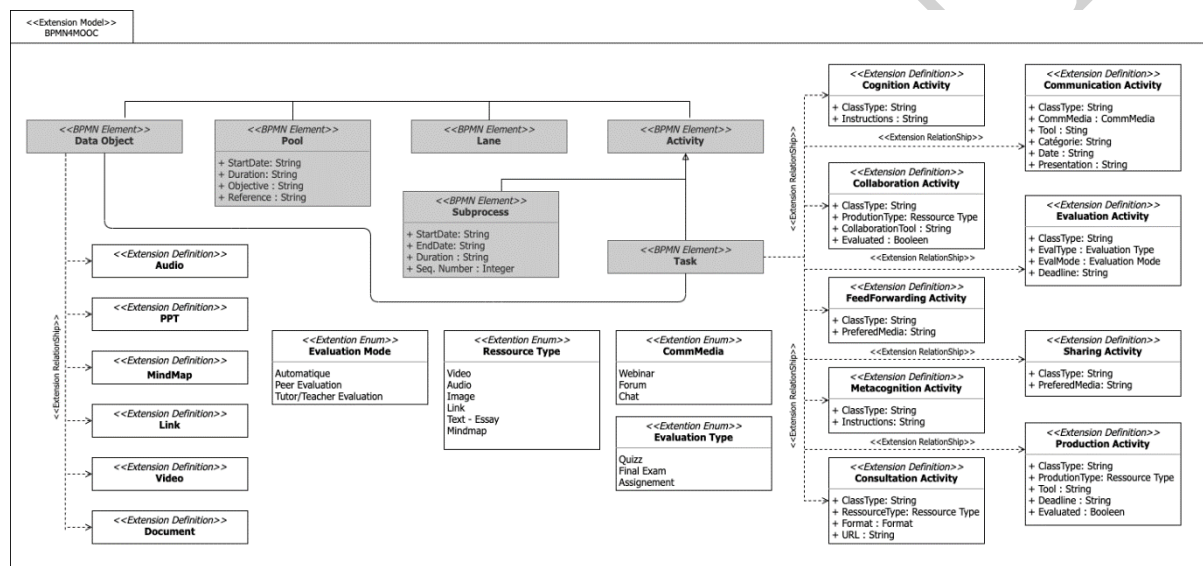 <<Extension Model>>
BPMN4MOOC
<<BPMN Element>>
Data Object
<<BPMN Element>>
Pool
+ StartDate: String
+ Duration: String
+ Objective : String
+ Reference : String
<<BPMN Element>>
Lane
<<BPMN Element>>
Activity
<<BPMN Element>>
Subprocess
+ StartDate: String
+ EndDate: String
+ Duration : String
+ Seq. Number : Integer
<<BPMN Element>>
Task
<<Extension RelationShip>>
<<Extension Definition>>
Audio
<<Extension Definition>>
PPT
<<Extension Definition>>
MindMap
<<Extension Definition>>
Link
<<Extension Definition>>
Video
<<Extension Definition>>
Document
<<Extention Enum>>
Evaluation Mode
Automatique
Peer Evaluation
Tutor/Teacher Evaluation
<<Extention Enum>>
Ressource Type
Video
Audio
Image
Link
Text - Essay
Mindmap
<<Extention Enum>>
CommMedia
Webinar
Forum
Chat
<<Extention Enum>>
Evaluation Type
Quizz
Final Exam
Assignement
<<Extension RelationShip>>
<<Extension RelationShip>>
<<Extension Definition>>
Cognition Activity
+ ClassType: String
+ Instructions : String
<<Extension Definition>>
Collaboration Activity
+ ClassType: String
+ ProdutionType: Ressource Type
+ CollaborationTool : String
+ Evaluated : Booleen
<<Extension Definition>>
FeedForwarding Activity
+ ClassType: String
+ PreferedMedia: String
<<Extension Definition>>
Metacognition Activity
+ ClassType: String
+ Instructions: String
<<Extension Definition>>
Consultation Activity
+ ClassType: String
+ RessourceType: Ressource Type
+ Format : Format
+ URL : String
<<Extension RelationShip>>
<<Extension RelationShip>>
<<Extension RelationShip>>
<<Extension RelationShip>>
<<Extension Definition>>
Communication Activity
+ ClassType: String
+ CommMedia : CommMedia
+ Tool : Sting
+ Catégorie: String
+ Date : String
+ Presentation : String
<<Extension Definition>>
Evaluation Activity
+ ClassType: String
+ EvalType : Evaluation Type
+ EvalMode : Evaluation Mode
+ Deadline: String
<<Extension Definition>>
Sharing Activity
+ ClassType: String
+ PreferedMedia: String
<<Extension Definition>>
Production Activity
+ ClassType: String
+ ProdutionType: Ressource Type
+ Tool : String
+ Deadline : String
+ Evaluated : Booleen